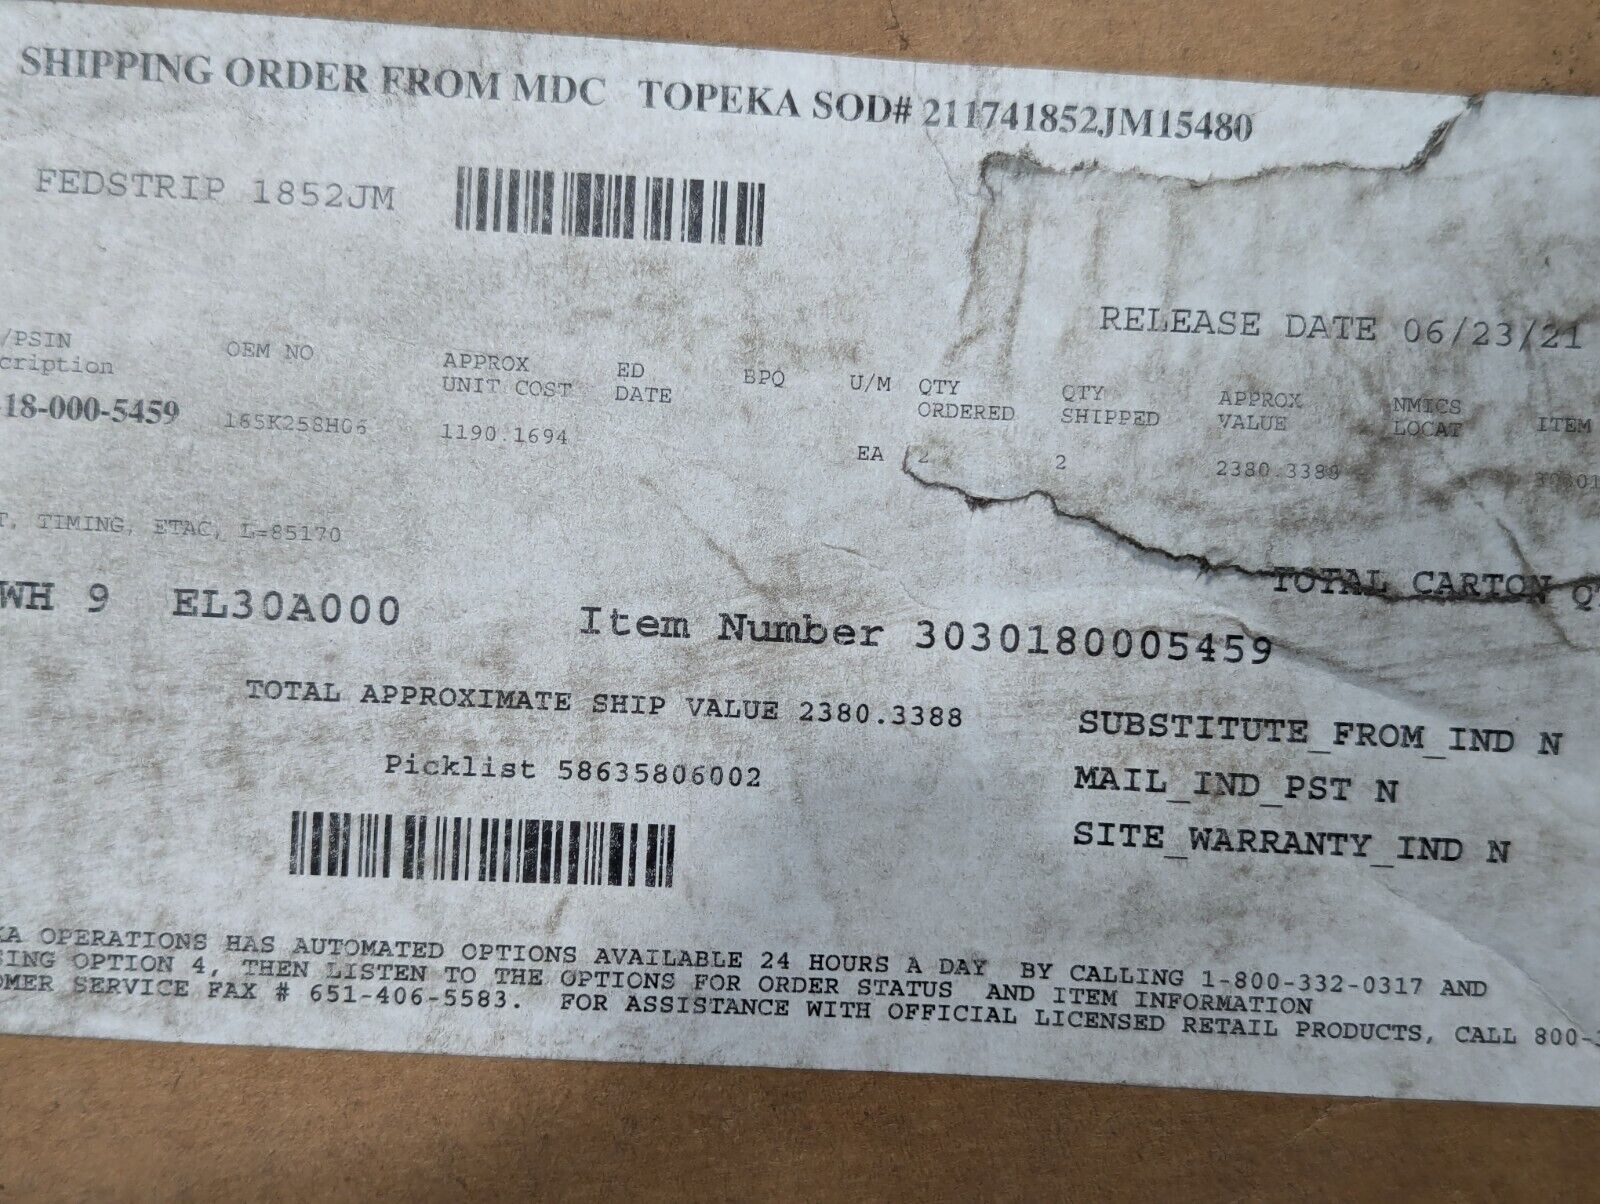 SHIPPING ORDER FROM MDC TOPEKA SOD# 211741852JM15480
FEDSTRIP 1852JM
RELEASE DATE 06/23/21
/PSIN OEM NO APPROX UNIT COST ED DATE BPQ U/M QTY ORDERED QTY SHIPPED APPROX VALUE NMICS LOCAT ITEM
cription
-18-000-5459 165K258H06 1190.1694 EA 2 2 2380.3388
T, TIMING, ETAC, L=85170
TOTAL CARTON
WH 9 EL30A000 Item Number 3030180005459
TOTAL APPROXIMATE SHIP VALUE 2380.3388
SUBSTITUTE_FROM_IND N
Picklist 58635806002
MAIL_IND_PST N
SITE_WARRANTY_IND N
KA OPERATIONS HAS AUTOMATED OPTIONS AVAILABLE 24 HOURS A DAY BY CALLING 1-800-332-0317 AND
SING OPTION 4, THEN LISTEN TO THE OPTIONS FOR ORDER STATUS AND ITEM INFORMATION
OMER SERVICE FAX # 651-406-5583. FOR ASSISTANCE WITH OFFICIAL LICENSED RETAIL PRODUCTS, CALL 800-